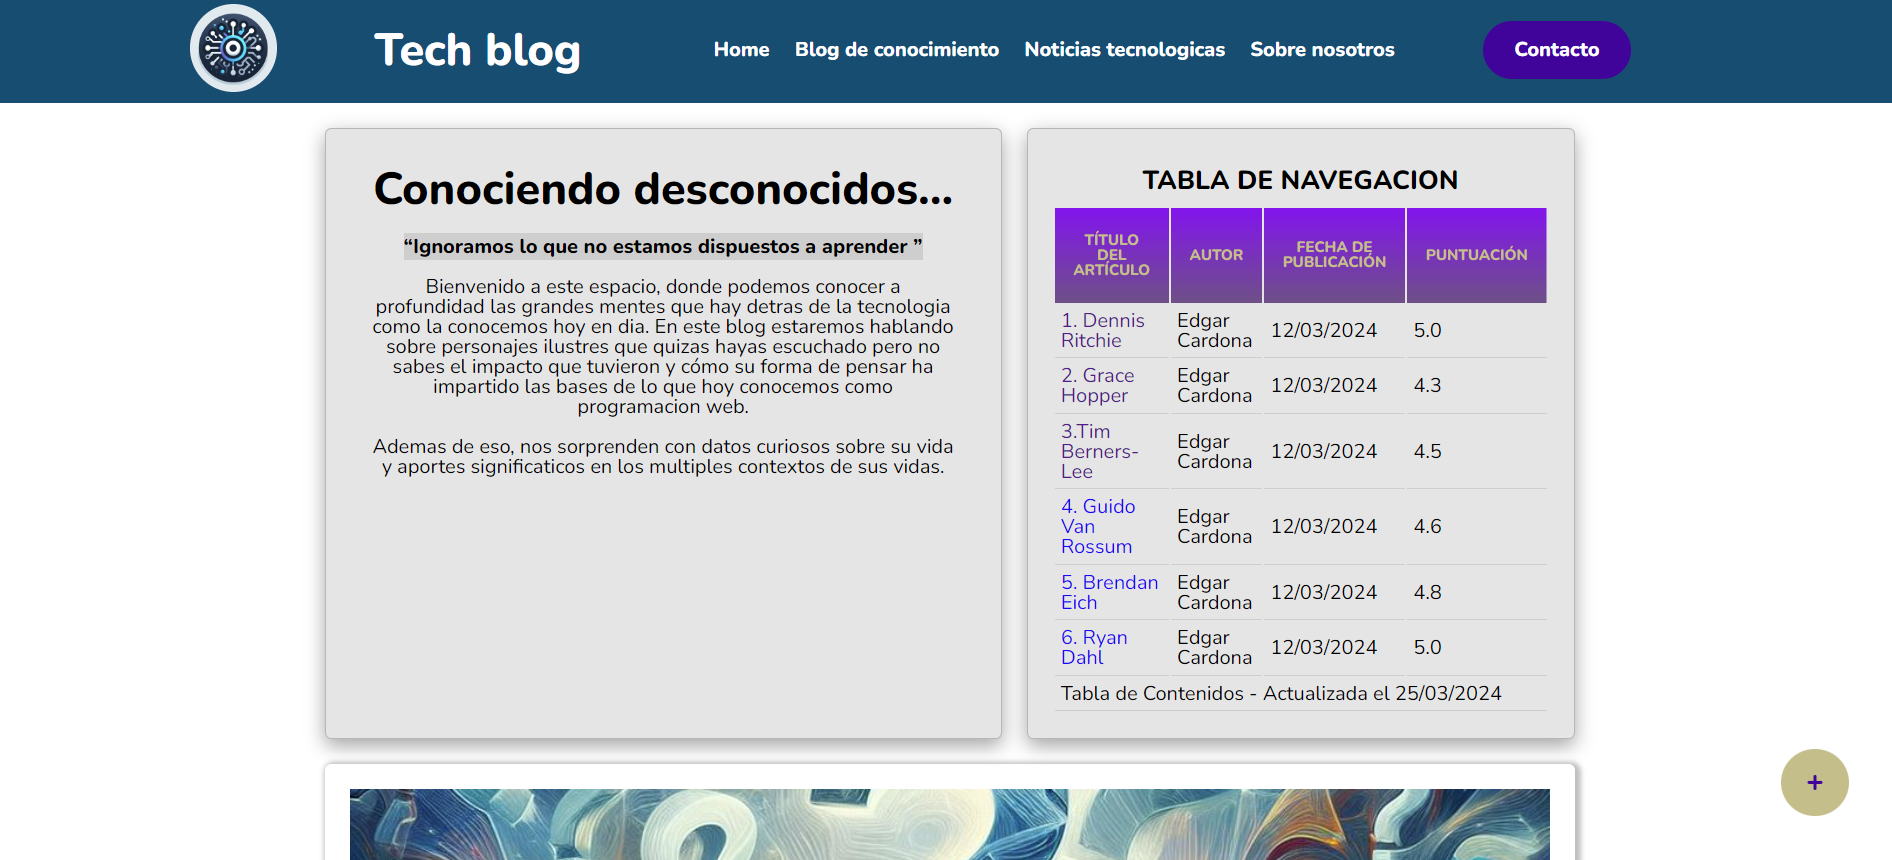 Tech blog
Home
Blog de conocimiento
Noticias tecnologicas
Sobre nosotros
Contacto
Conociendo desconocidos...
“Ignoramos lo que no estamos dispuestos a aprender ”
Bienvenido a este espacio, donde podemos conocer a
profundidad las grandes mentes que hay detras de la tecnologia
como la conocemos hoy en dia. En este blog estaremos hablando
sobre personajes ilustres que quizas hayas escuchado pero no
sabes el impacto que tuvieron y cómo su forma de pensar ha
impartido las bases de lo que hoy conocemos como
programacion web.
Ademas de eso, nos sorprenden con datos curiosos sobre su vida
y aportes significaticos en los multiples contextos de sus vidas.
TABLA DE NAVEGACION
TÍTULO
DEL
ARTÍCULO
AUTOR
FECHA DE
PUBLICACIÓN
PUNTUACIÓN
1. Dennis
Ritchie
Edgar
Cardona
12/03/2024
5.0
2. Grace
Hopper
Edgar
Cardona
12/03/2024
4.3
3.Tim
Berners-
Lee
Edgar
Cardona
12/03/2024
4.5
4. Guido
Van
Rossum
Edgar
Cardona
12/03/2024
4.6
5. Brendan
Eich
Edgar
Cardona
12/03/2024
4.8
6. Ryan
Dahl
Edgar
Cardona
12/03/2024
5.0
Tabla de Contenidos - Actualizada el 25/03/2024
+